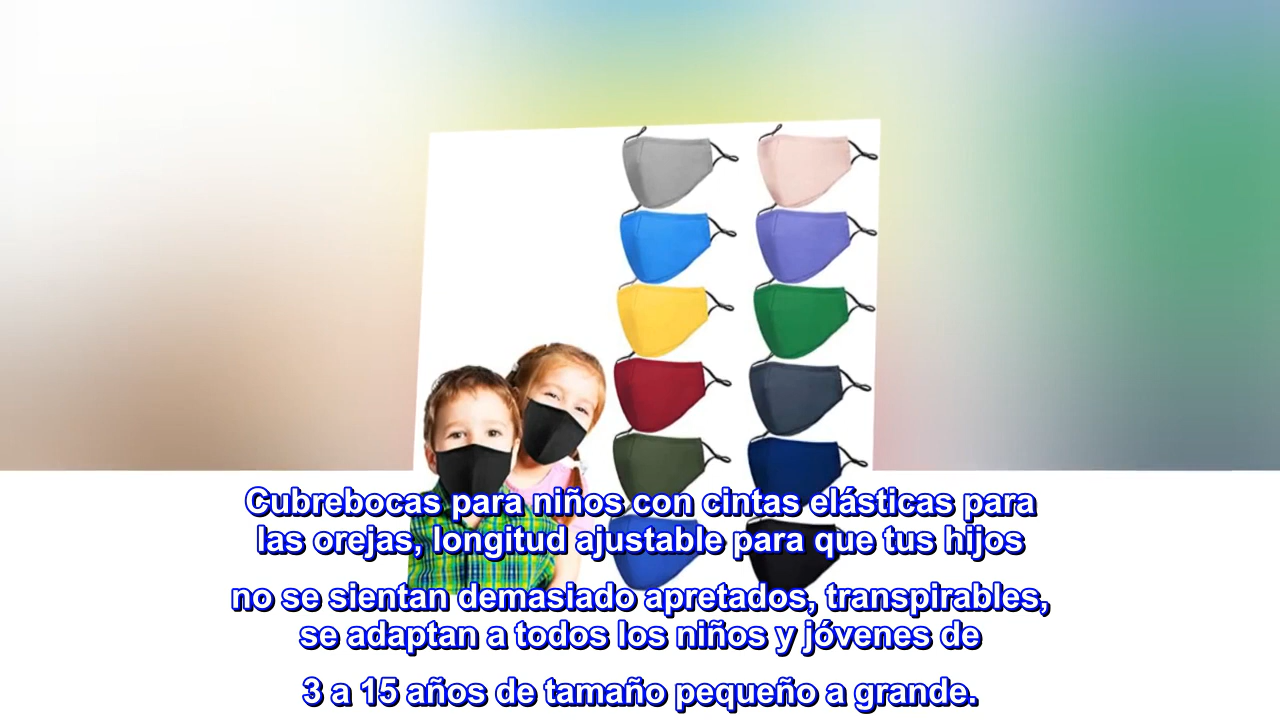 Cubrebocas para niños con cintas elásticas para
las orejas, longitud ajustable para que tus hijos
no se sientan demasiado apretados, transpirables,
se adaptan a todos los niños y jóvenes de
3 a 15 años de tamaño pequeño a grande.